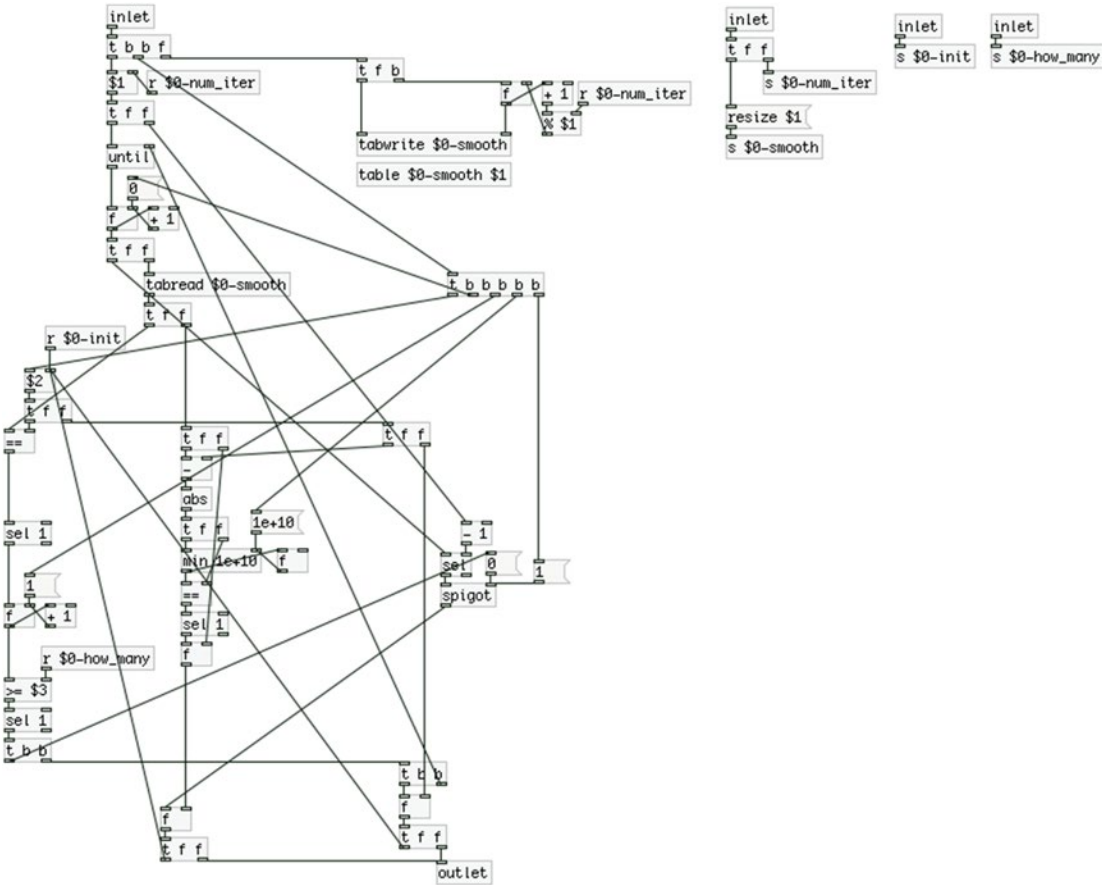 inlet
t b b f
$1
r $0-num_iter
t f f
until
0
f
+ 1
t f f
tabread $0-smooth
t f f
t f b
f
+ 1
r $0-num_iter
% $1
tabwrite $0-smooth
table $0-smooth $1
inlet
t f f
s $0-num_iter
resize $1
s $0-smooth
inlet
s $0-init
inlet
s $0-how_many
t b b b b b
r $0-init
$2
t f f
==
sel 1
1
f
+ 1
r $0-how_many
>= $3
sel 1
t b b
t f f
-
abs
t f f
min 1e+10
1e+10
f
==
sel 1
f
t f f
- 1
sel
0
1
spigot
t b b
f
t f f
f
t f f
outlet